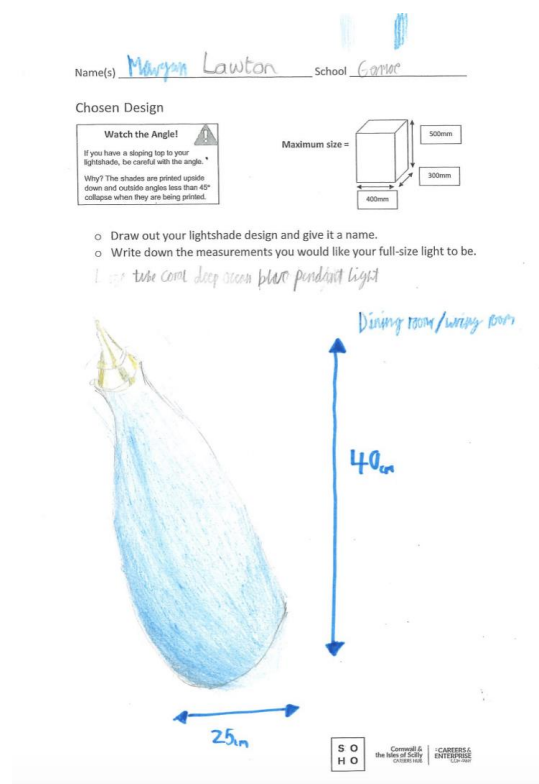 Name(s) Lawton School
Chosen Design
Watch the Angle!
If you have a sloping top to your
lightshade, be careful with the angle.
Why? The shades are printed upside
down and outside angles less than 45°
collapse when they are being printed.
Maximum size =
500mm
300mm
400mm
o Draw out your lightshade design and give it a name.
o Write down the measurements you would like your full-size light to be.
tube coral deep ocean blue pendant light
Dining room/
40cm
25cm
SO
HO
Cornwall &
the Isles of Scilly
CAREERS HUB
CAREERS &
ENTERPRISE
COMPANY